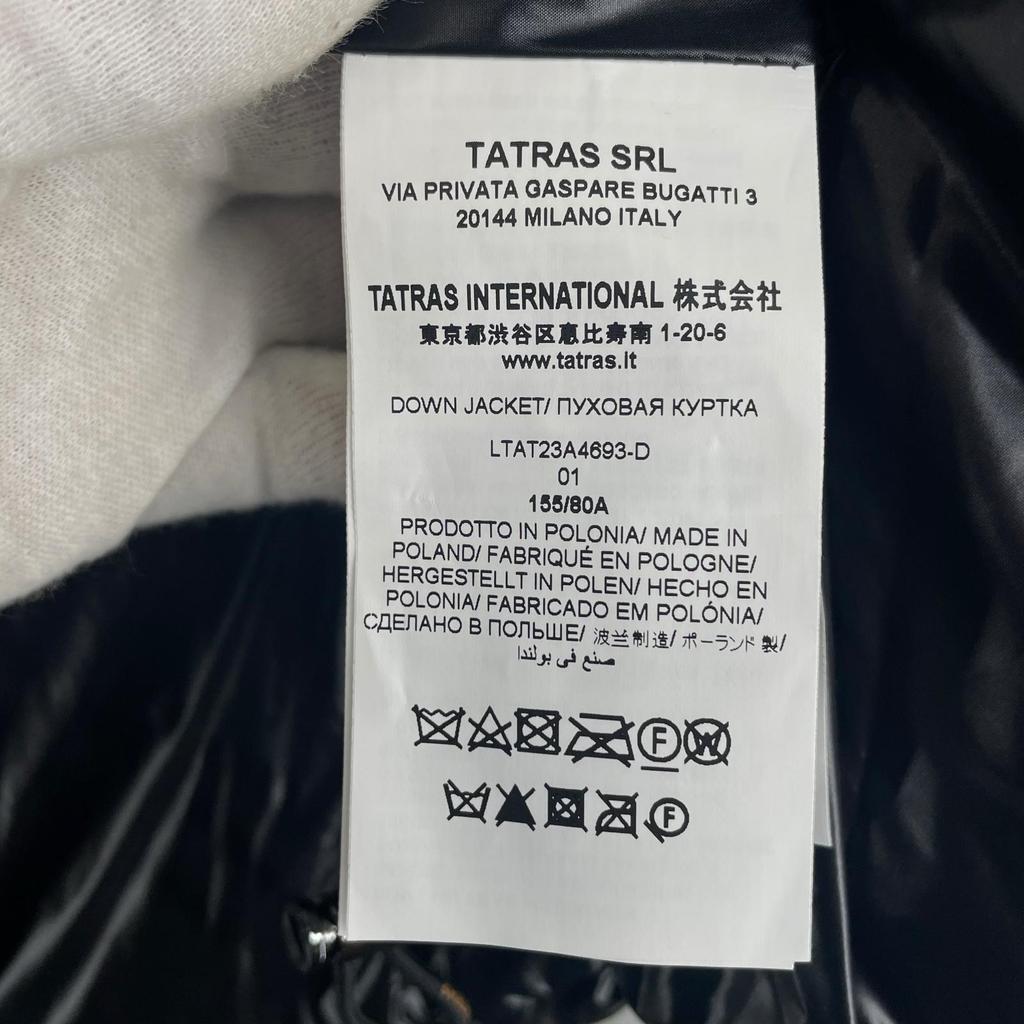 TATRAS SRL
VIA PRIVATA GASPARE BUGATTI 3
20144 MILANO ITALY
TATRAS INTERNATIONAL 株式会社
東京都渋谷区恵比寿南 1-20-6
www.tatras.it
DOWN JACKET/ ПУХОВАЯ КУРТКА
LTAT23A4693-D
01
155/80A
PRODOTTO IN POLONIA/ MADE IN
POLAND/ FABRIQUÉ EN POLOGNE/
HERGESTELLT IN POLEN/ HECHO EN
POLONIA/ FABRICADO EM POLÓNIA/
СДЕЛАНО В ПОЛЬШЕ/ 波兰制造/ ポーランド 製/
صنع في بولندا
F W
F